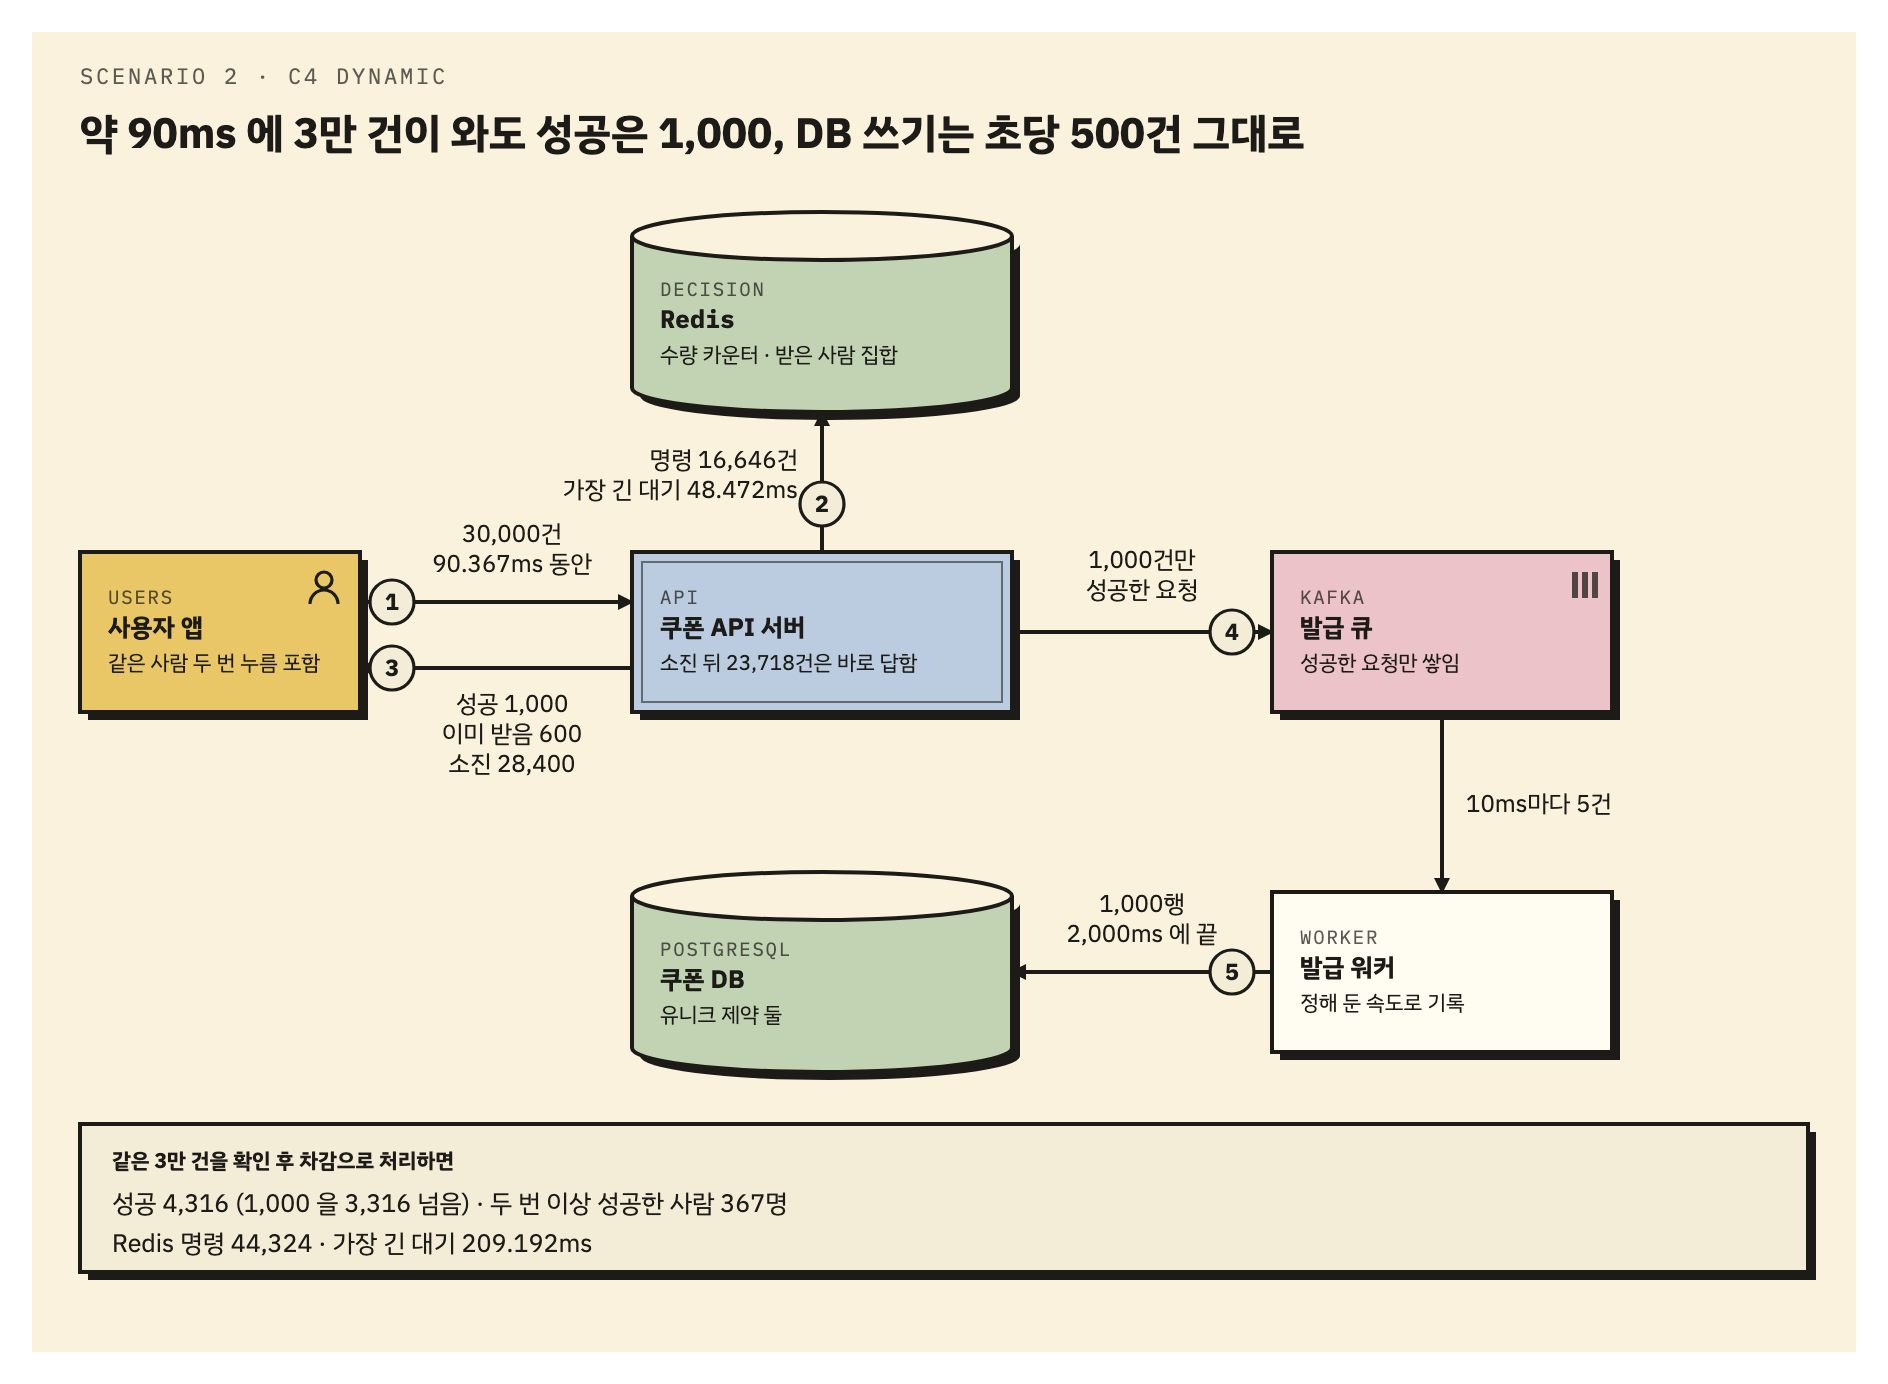 SCENARIO 2 · C4 DYNAMIC
약 90ms 에 3만 건이 와도 성공은 1,000, DB 쓰기는 초당 500건 그대로
DECISION
Redis
수량 카운터 · 받은 사람 집합
명령 16,646건
가장 긴 대기 48.472ms
2
30,000건
90.367ms 동안
USERS
사용자 앱
같은 사람 두 번 누름 포함
1
3
성공 1,000
이미 받음 600
소진 28,400
API
쿠폰 API 서버
소진 뒤 23,718건은 바로 답함
1,000건만
성공한 요청
4
KAFKA
발급 큐
성공한 요청만 쌓임
10ms마다 5건
POSTGRESQL
쿠폰 DB
유니크 제약 둘
1,000행
2,000ms 에 끝
5
WORKER
발급 워커
정해 둔 속도로 기록
같은 3만 건을 확인 후 차감으로 처리하면
성공 4,316 (1,000 을 3,316 넘음) · 두 번 이상 성공한 사람 367명
Redis 명령 44,324 · 가장 긴 대기 209.192ms